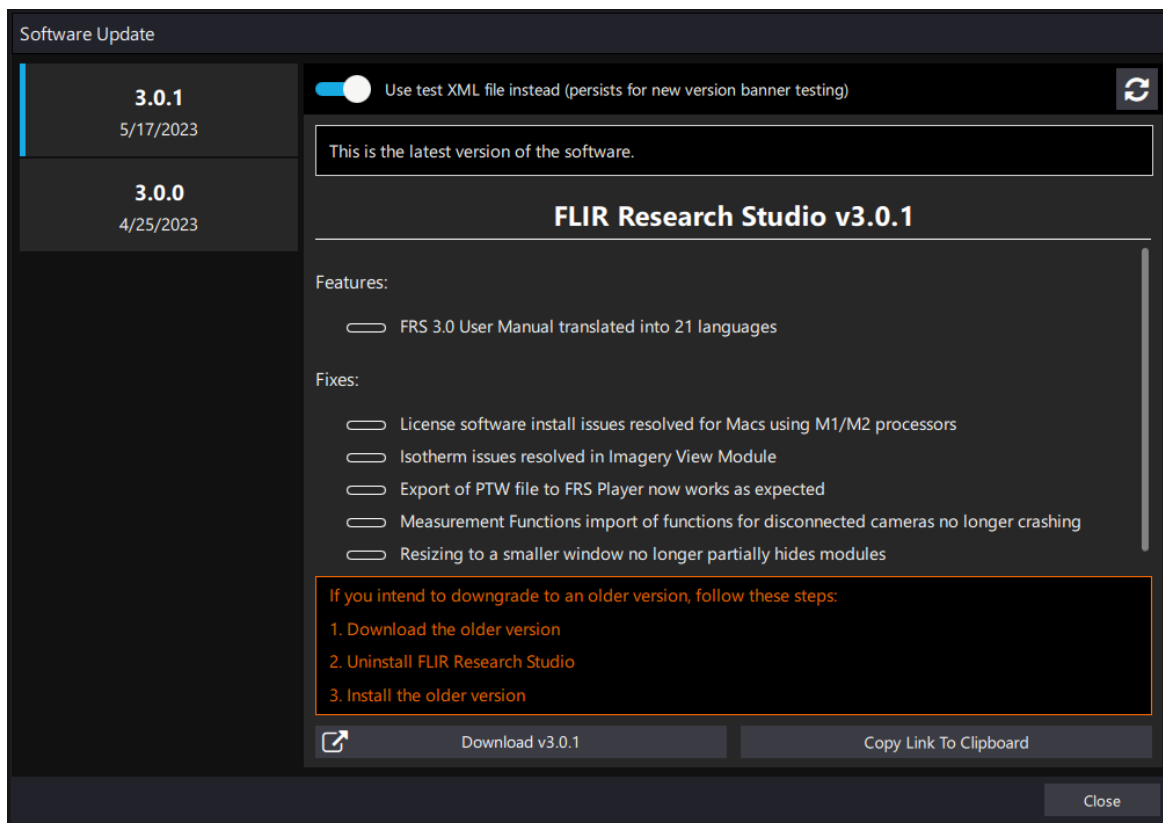 Software Update
3.0.1
5/17/2023
3.0.0
4/25/2023
Use test XML file instead (persists for new version banner testing)
This is the latest version of the software.
FLIR Research Studio v3.0.1
Features:
FRS 3.0 User Manual translated into 21 languages
Fixes:
License software install issues resolved for Macs using M1/M2 processors
Isotherm issues resolved in Imagery View Module
Export of PTW file to FRS Player now works as expected
Measurement Functions import of functions for disconnected cameras no longer crashing
Resizing to a smaller window no longer partially hides modules
If you intend to downgrade to an older version, follow these steps:
1. Download the older version
2. Uninstall FLIR Research Studio
3. Install the older version
Download v3.0.1
Copy Link To Clipboard
Close